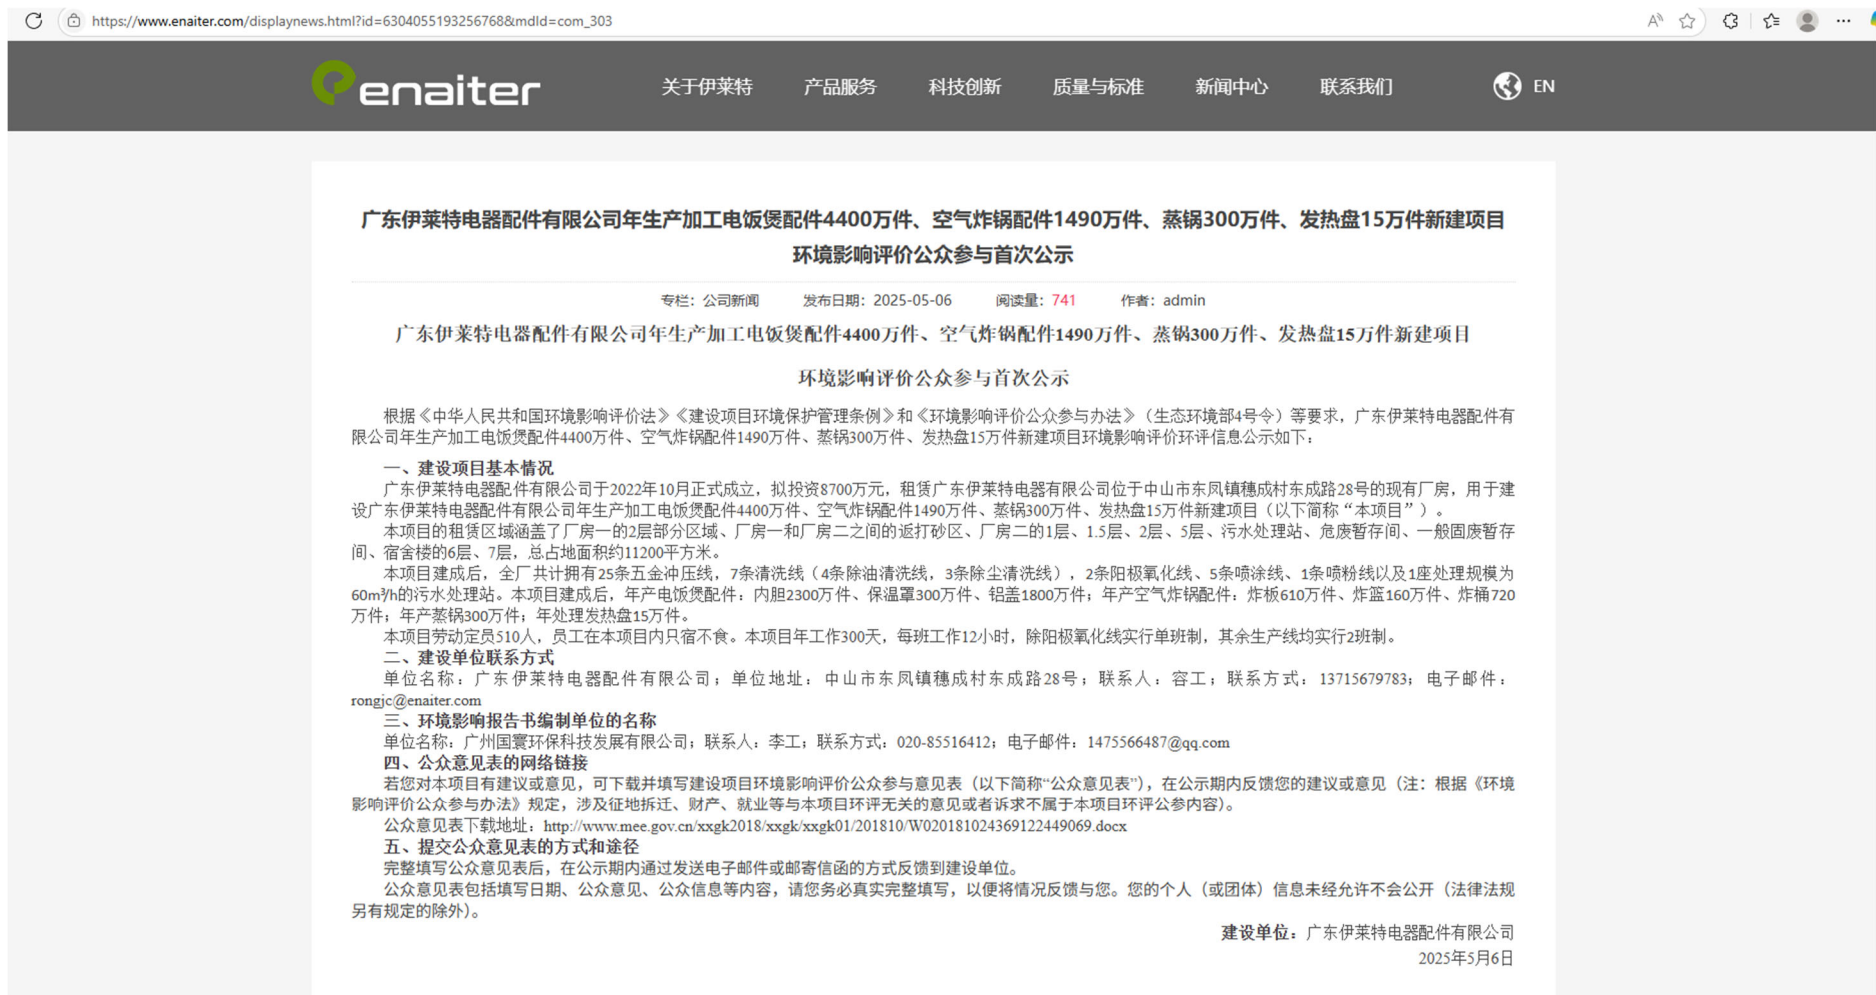 https://www.enaiter.com/displaynews.html?id=6304055193256768&mdId=com_303
enaiter 关于伊莱特 产品服务 科技创新 质量与标准 新闻中心 联系我们 EN
广东伊莱特电器配件有限公司年生产加工电饭煲配件4400万件、空气炸锅配件1490万件、蒸锅300万件、发热盘15万件新建项目
环境影响评价公众参与首次公示
专栏：公司新闻 发布日期：2025-05-06 阅读量：741 作者：admin
广东伊莱特电器配件有限公司年生产加工电饭煲配件4400万件、空气炸锅配件1490万件、蒸锅300万件、发热盘15万件新建项目
环境影响评价公众参与首次公示
根据《中华人民共和国环境影响评价法》《建设项目环境保护管理条例》和《环境影响评价公众参与办法》（生态环境部4号令）等要求，广东伊莱特电器配件有
限公司年生产加工电饭煲配件4400万件、空气炸锅配件1490万件、蒸锅300万件、发热盘15万件新建项目环境影响评价环评信息公示如下：
一、建设项目基本情况
广东伊莱特电器配件有限公司于2022年10月正式成立，拟投资8700万元，租赁广东伊莱特电器有限公司位于中山市东凤镇穗成村东成路28号的现有厂房，用于建
设广东伊莱特电器配件有限公司年生产加工电饭煲配件4400万件、空气炸锅配件1490万件、蒸锅300万件、发热盘15万件新建项目（以下简称“本项目”）。
本项目的租赁区域涵盖了厂房一的2层部分区域、厂房一和厂房二之间的返打砂区、厂房二的1层、1.5层、2层、5层、污水处理站、危废暂存间、一般固废暂存
间、宿舍楼的6层、7层，总占地面积约11200平方米。
本项目建成后，全厂共计拥有25条五金冲压线，7条清洗线（4条除油清洗线，3条除尘清洗线），2条阳极氧化线、5条喷涂线、1条喷粉线以及1座处理规模为
60m³/h的污水处理站。本项目建成后，年产电饭煲配件：内胆2300万件、保温罩300万件、铝盖1800万件；年产空气炸锅配件：炸板610万件、炸篮160万件、炸桶720
万件；年产蒸锅300万件；年处理发热盘15万件。
本项目劳动定员510人，员工在本项目内只宿不食。本项目年工作300天，每班工作12小时，除阳极氧化线实行单班制，其余生产线均实行2班制。
二、建设单位联系方式
单位名称：广东伊莱特电器配件有限公司；单位地址：中山市东凤镇穗成村东成路28号；联系人：容工；联系方式：13715679783；电子邮件：
rongjc@enaiter.com
三、环境影响报告书编制单位的名称
单位名称：广州国寰环保科技发展有限公司；联系人：李工；联系方式：020-85516412；电子邮件：1475566487@qq.com
四、公众意见表的网络链接
若您对本项目有建议或意见，可下载并填写建设项目环境影响评价公众参与意见表（以下简称“公众意见表”），在公示期内反馈您的建议或意见（注：根据《环境
影响评价公众参与办法》规定，涉及征地拆迁、财产、就业等与本项目环评无关的意见或者诉求不属于本项目环评公参内容）。
公众意见表下载地址：http://www.mee.gov.cn/xxgk2018/xxgk/xxgk01/201810/W020181024369122449069.docx
五、提交公众意见表的方式和途径
完整填写公众意见表后，在公示期内通过发送电子邮件或邮寄信函的方式反馈到建设单位。
公众意见表包括填写日期、公众意见、公众信息等内容，请您务必真实完整填写，以便将情况反馈与您。您的个人（或团体）信息未经允许不会公开（法律法规
另有规定的除外）。
建设单位：广东伊莱特电器配件有限公司
2025年5月6日